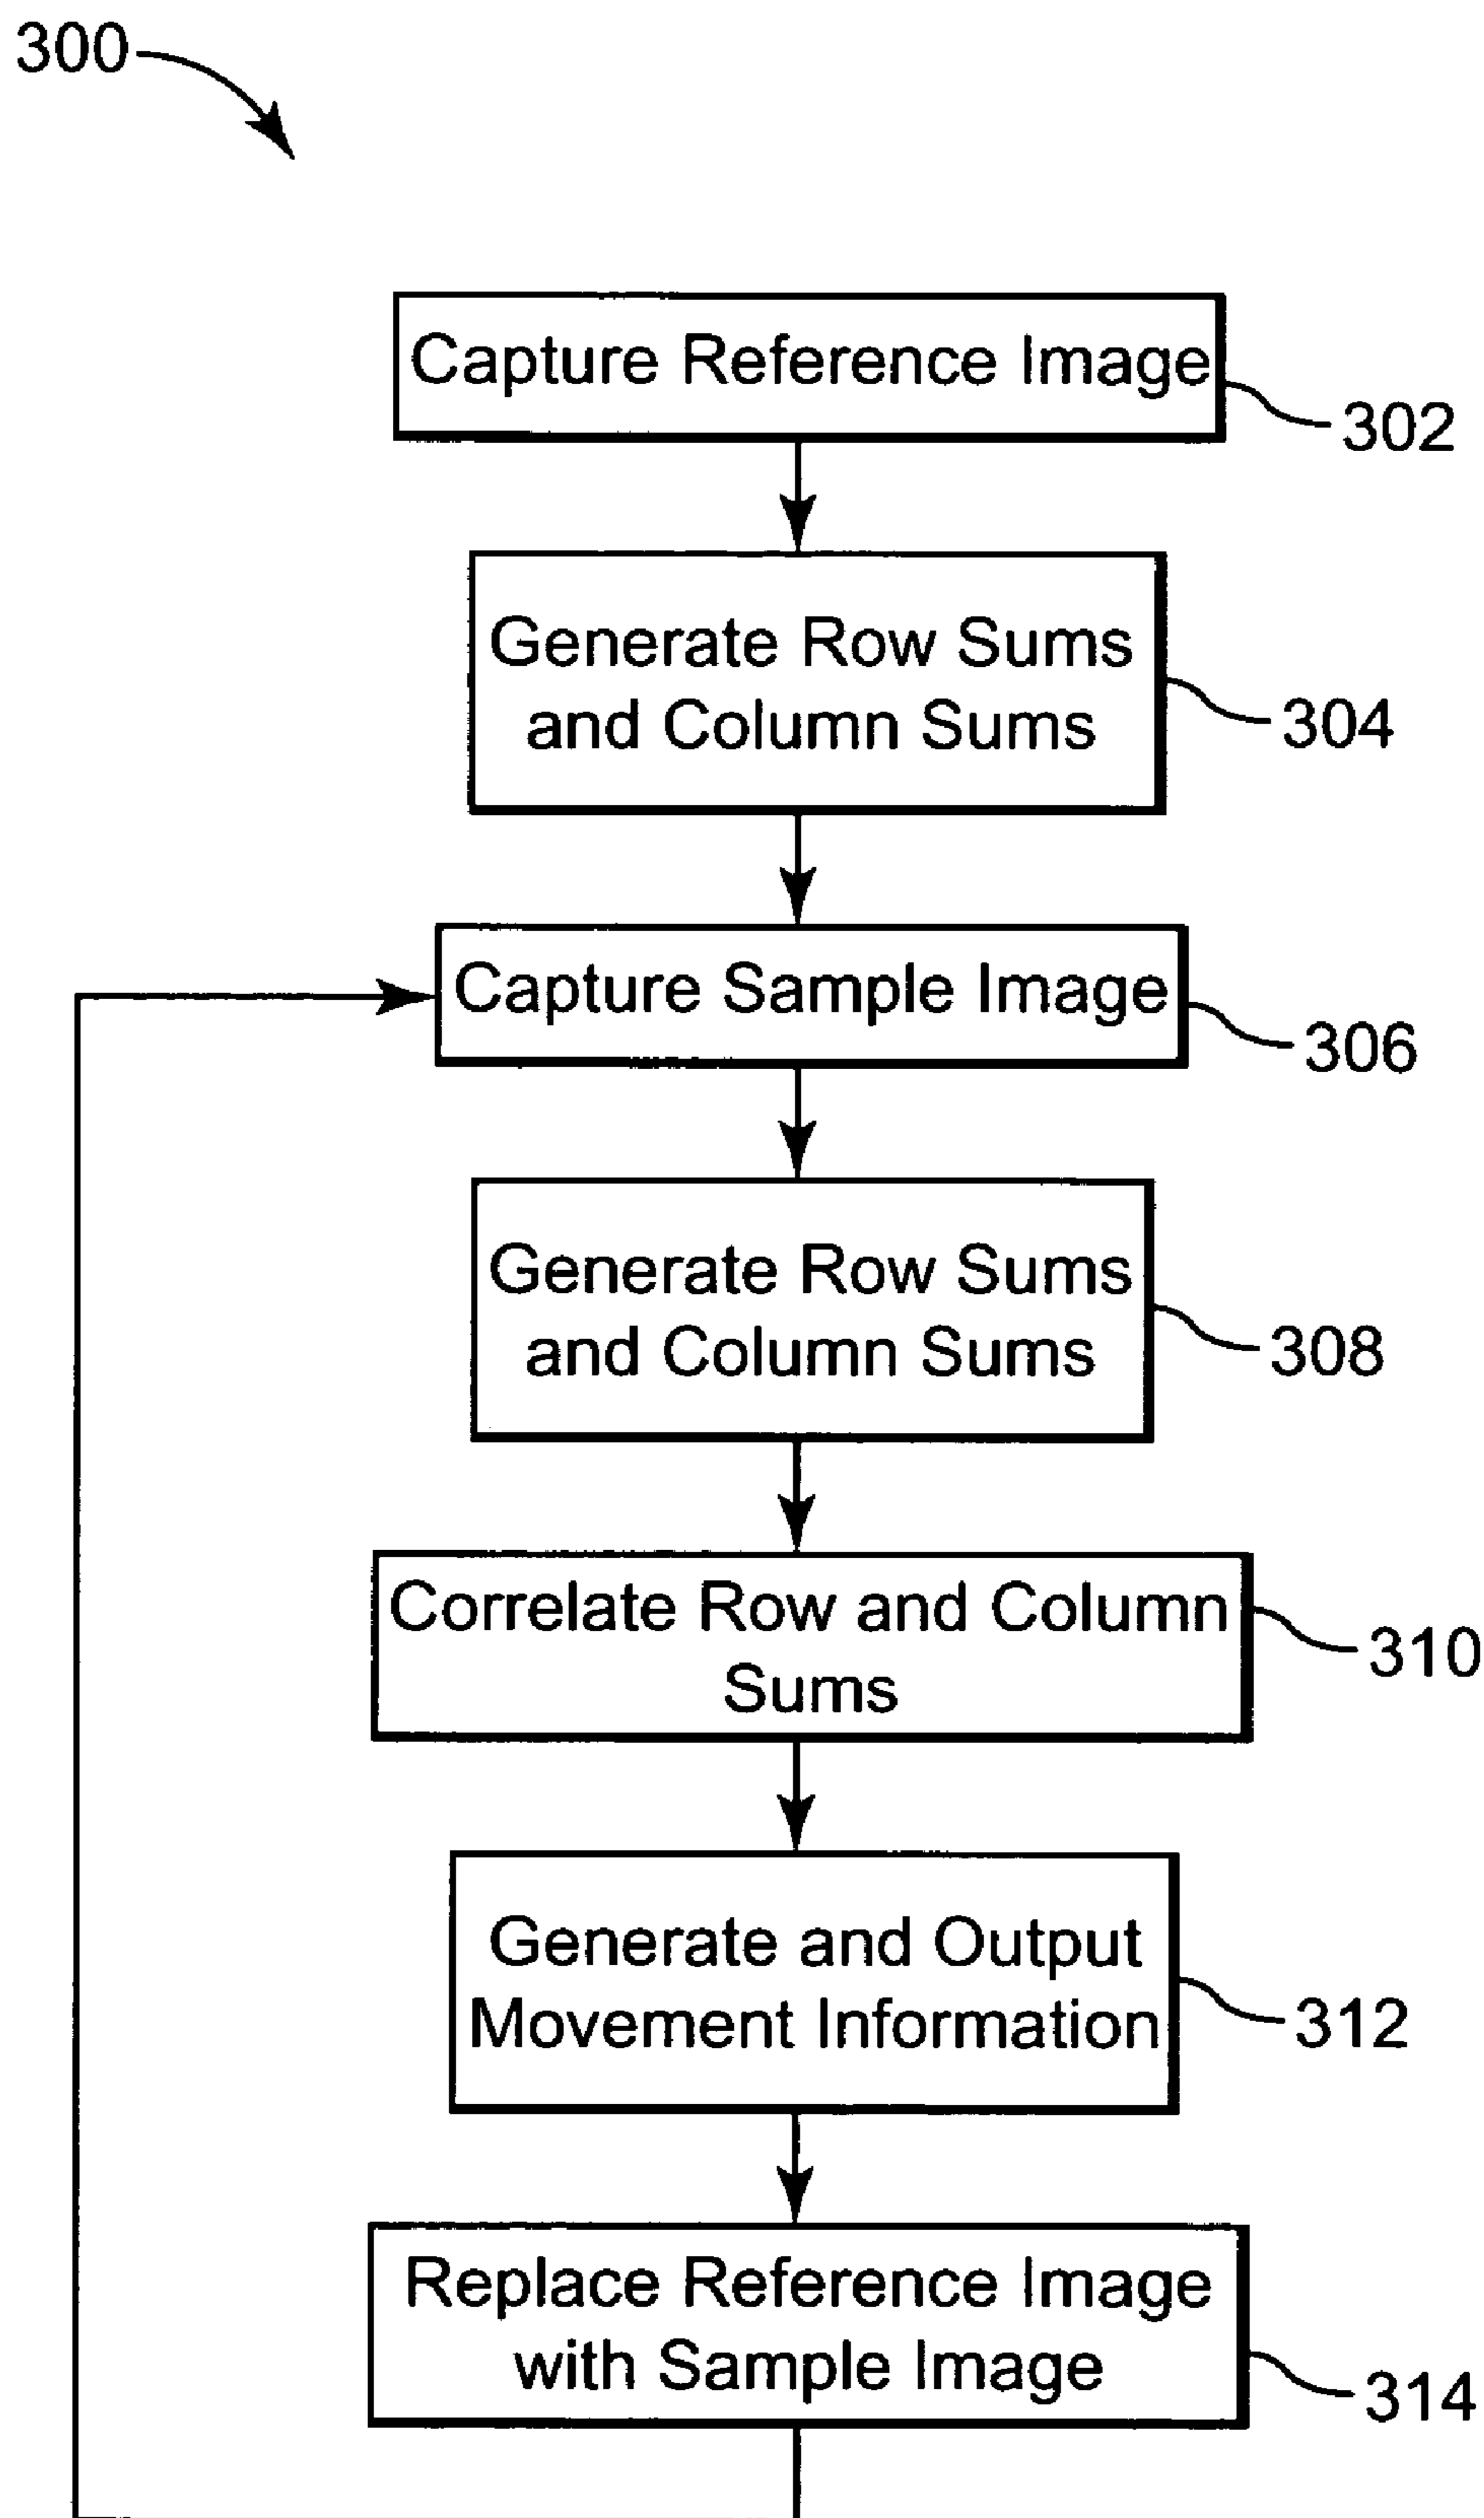 300
Capture Reference Image
302
Generate Row Sums
and Column Sums
304
Capture Sample Image
306
Generate Row Sums
and Column Sums
308
Correlate Row and Column
Sums
310
Generate and Output
Movement Information
312
Replace Reference Image
with Sample Image
314